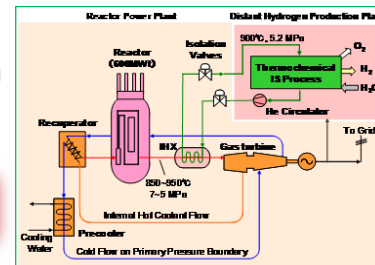 Reactor Power Plant
Distant Hydrogen Production Plant
Isolation
Valves
900℃, 5.2 MPa
O2
Reactor
(600MWt)
Thermochemical
IS Process
H2
H2O
He Circulator
Recuperator
IHX
Gas turbine
To Grid
850~950℃
7~5 MPa
Internal Hot Coolant Flow
Precooler
Cooling
Water
Cold Flow on Primary Pressure Boundary